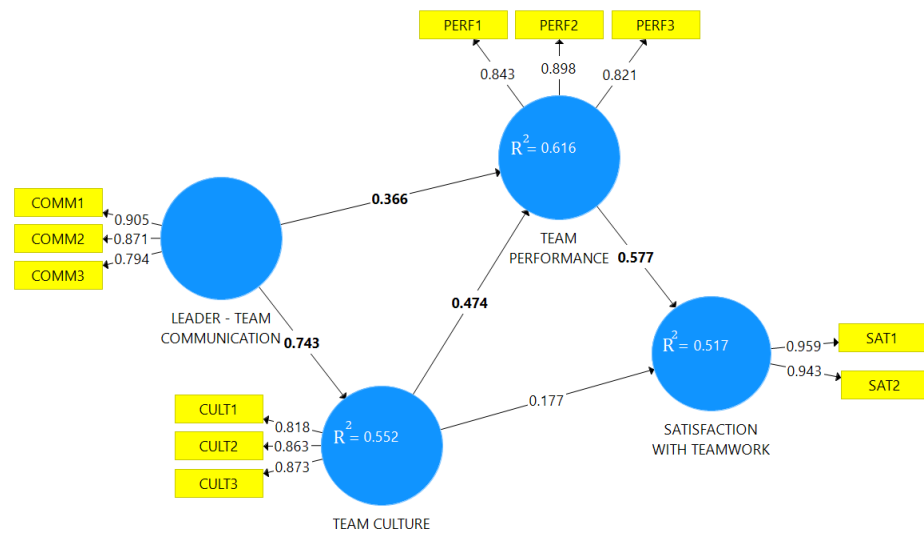 PERF1
PERF2
PERF3
0.843
0.898
0.821
R2= 0.616
COMM1
COMM2
COMM3
0.905
0.871
0.794
0.366
TEAM
PERFORMANCE
0.577
LEADER - TEAM
COMMUNICATION
0.743
0.474
R2= 0.517
0.959
0.943
SAT1
SAT2
CULT1
CULT2
CULT3
0.818
0.863
0.873
R2= 0.552
0.177
SATISFACTION
WITH TEAMWORK
TEAM CULTURE